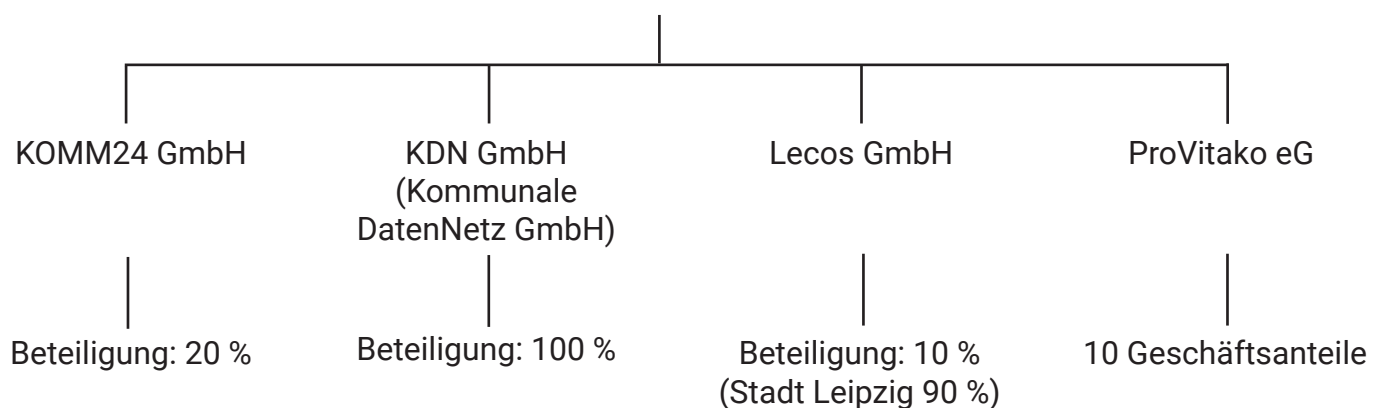 KOMM24 GmbH
KDN GmbH
(Kommunale
DatenNetz GmbH)
Lecos GmbH
ProVitako eG
Beteiligung: 20 %
Beteiligung: 100 %
Beteiligung: 10 %
(Stadt Leipzig 90 %)
10 Geschäftsanteile